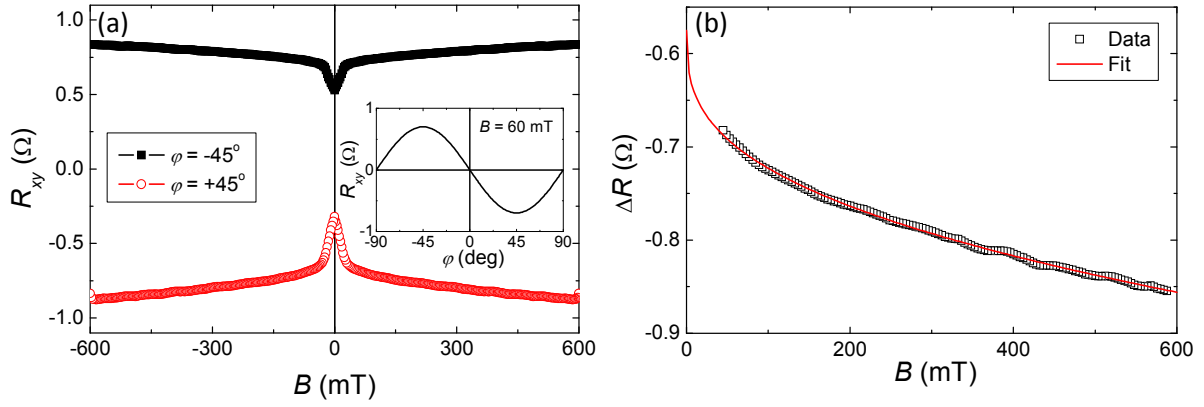 (a)
1.0
0.5
0.0
-0.5
-1.0
R_xy (Ω)
φ = -45°
φ = +45°
-600 -300 0 300 600
B (mT)
1
0
-1
R_xy (Ω)
B = 60 mT
-90 -45 0 45 90
φ (deg)
(b)
-0.6
-0.7
-0.8
-0.9
ΔR (Ω)
Data
Fit
0 200 400 600
B (mT)